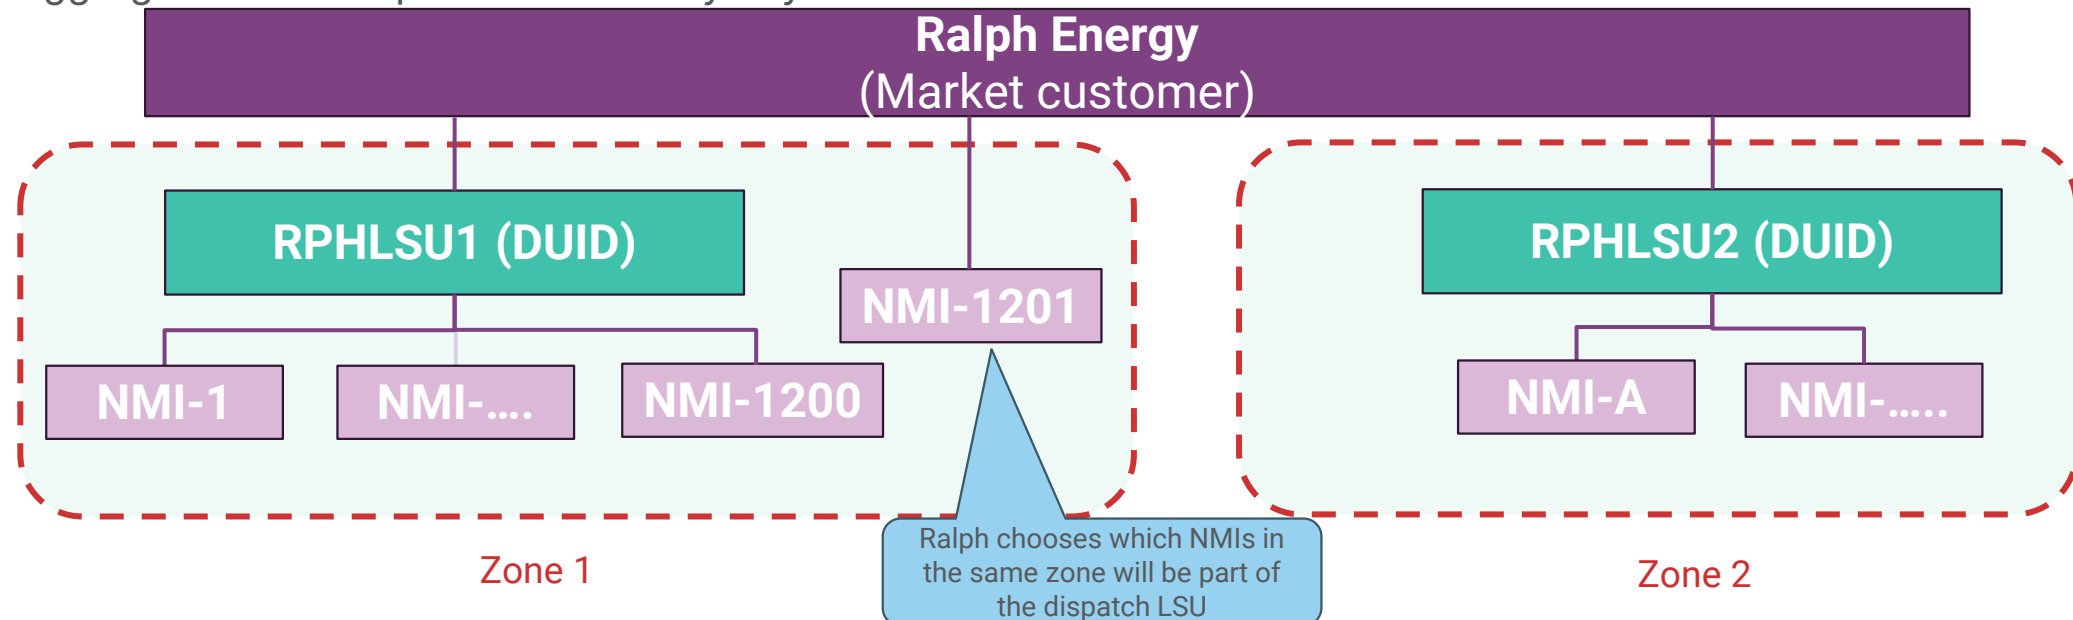 Ralph Energy
(Market customer)
RPHLSU1 (DUID)
RPHLSU2 (DUID)
NMI-1201
NMI-1
NMI-....
NMI-1200
NMI-A
NMI-.....
Ralph chooses which NMIs in
the same zone will be part of
the dispatch LSU
Zone 1
Zone 2